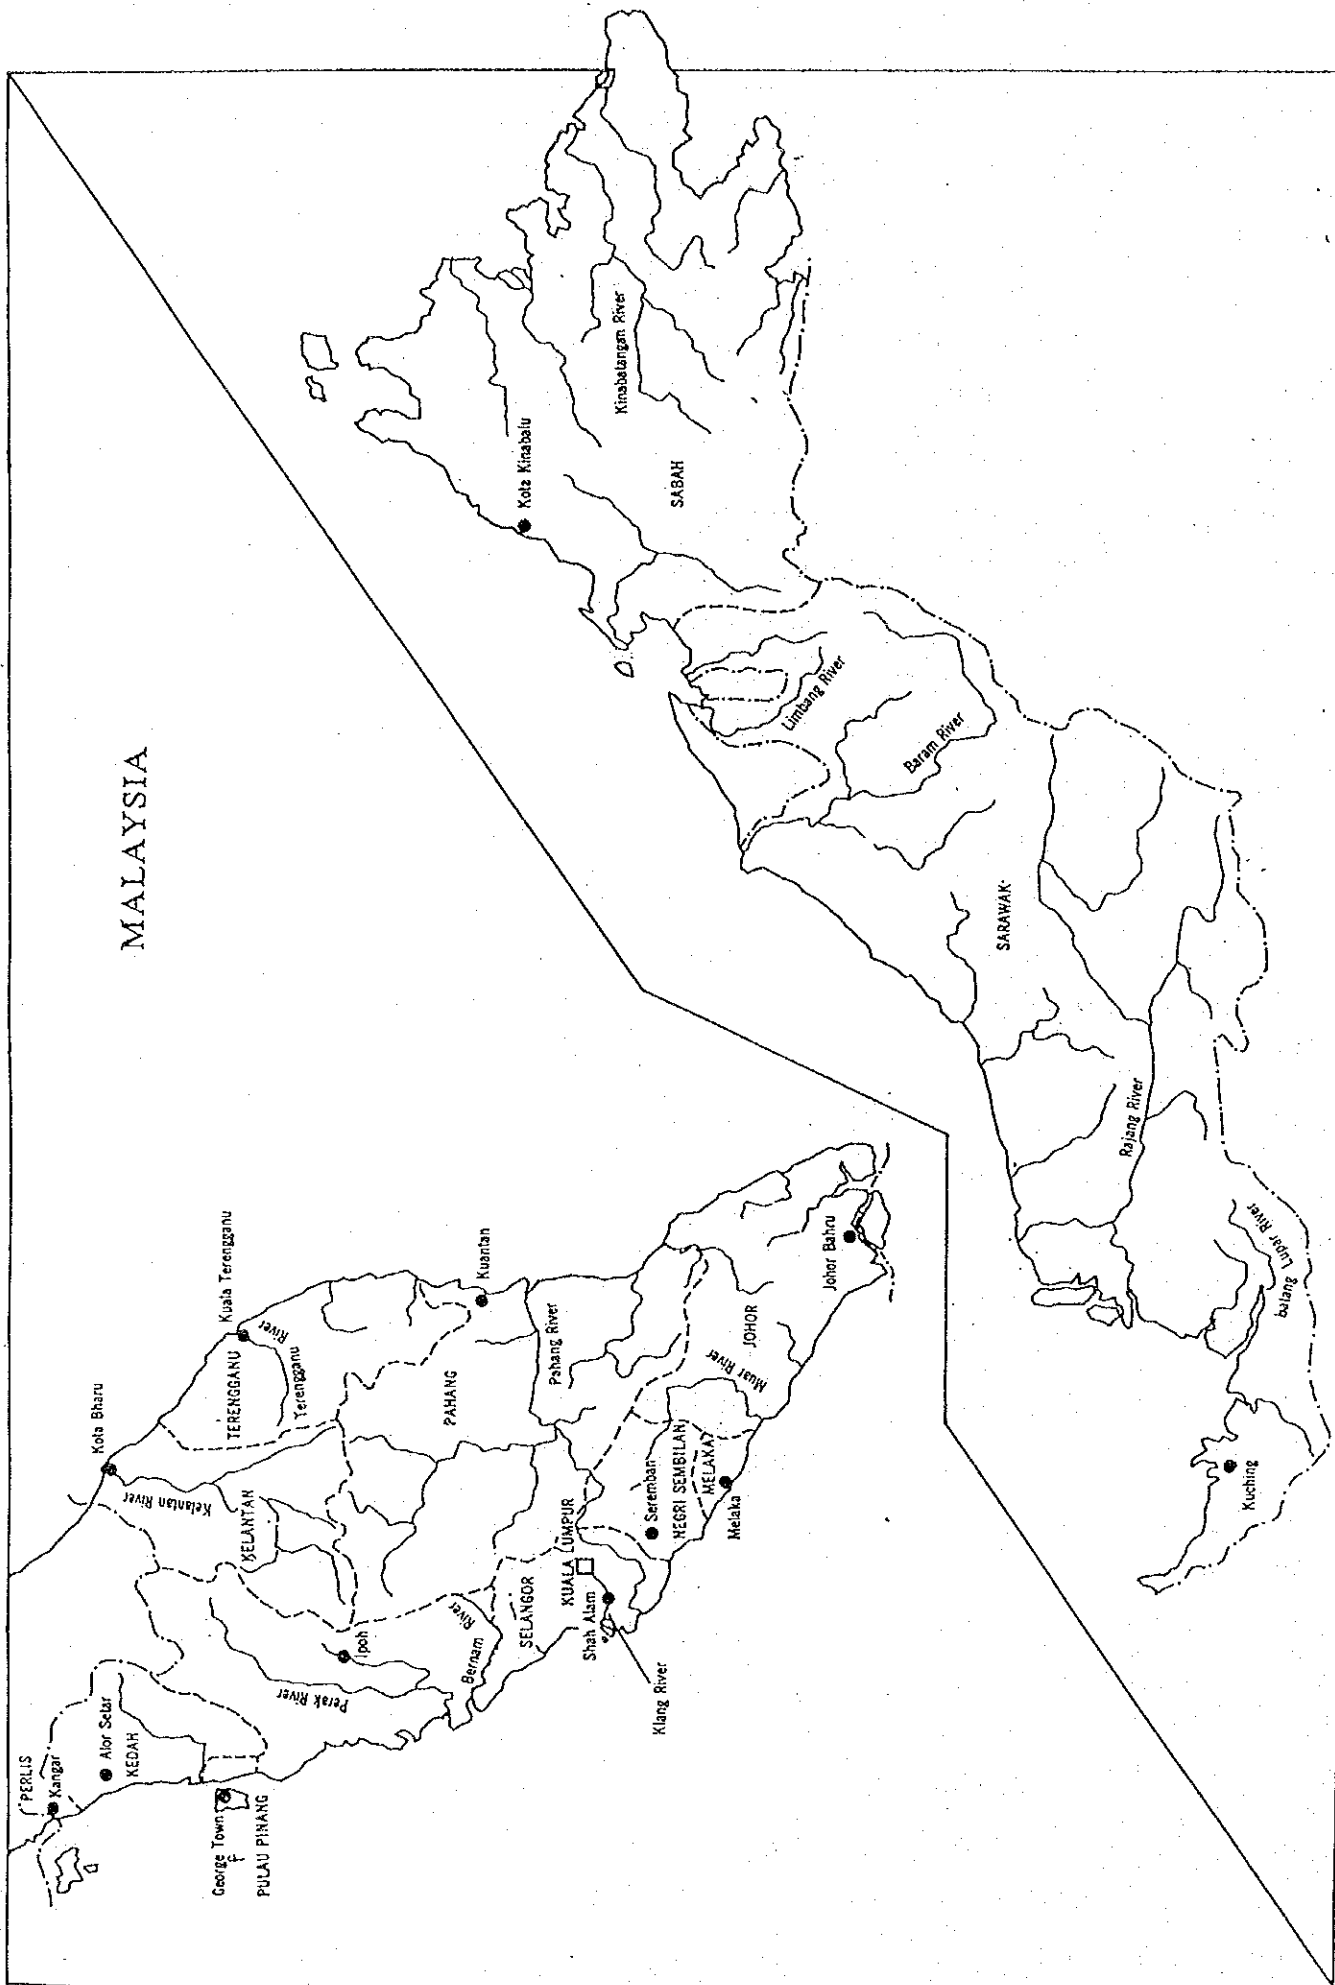 MALAYSIA
PERLIS
Kangar
Alor Setar
KEDAH
George Town
PULAU PINANG
Kota Bharu
Kelantan River
KELANTAN
Kuala Terengganu
TERENGGANU
Terengganu
River
Perak River
Ipoh
Bernam
River
PAHANG
Kuantan
Pahang River
SELANGOR
KUALA LUMPUR
Shah Alam
Klang River
Seremban
NEGRI SEMBILAN
MELAKA
Melaka
Muar River
JOHOR
Johor Bahru
Kota Kinabalu
Kinabatangan River
SABAH
Limbang River
Baram River
SARAWAK
Rajang River
batang Lupar River
Kuching